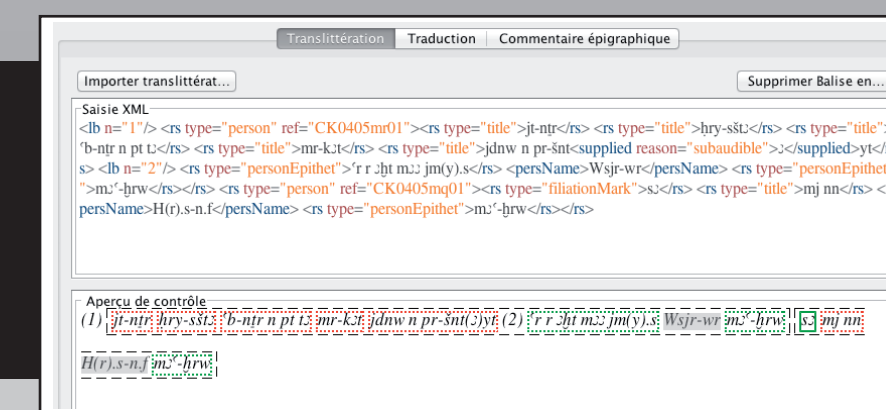 Translittération Traduction Commentaire épigraphique
Importer translittérat... Supprimer Balise en...
Saisie XML
<lb n="1"/> <rs type="person" ref="CK0405mr01"><rs type="title">jt-nṯr</rs> <rs type="title">ḥry-sštꜣ</rs> <rs type="title">
ꜥb-nṯr n pt tꜣ</rs> <rs type="title">mr-kꜣt</rs> <rs type="title">jdnw n pr-šnt<supplied reason="subaudible">ꜣ</supplied>yt</
s> <lb n="2"/> <rs type="personEpithet">ꜥr r ꜣḫt mꜣꜣ jm(y).s</rs> <persName>Wsjr-wr</persName> <rs type="personEpithet
">mꜣꜥ-ḫrw</rs></rs> <rs type="person" ref="CK0405mq01"><rs type="filiationMark">sꜣ</rs> <rs type="title">mj nn</rs> <
persName>H(r).s-n.f</persName> <rs type="personEpithet">mꜣꜥ-ḫrw</rs></rs>
Aperçu de contrôle
(1) jt-nṯr ḥry-sštꜣ ꜥb-nṯr n pt tꜣ mr-kꜣt jdnw n pr-šnt(ꜣ)yt (2) ꜥr r ꜣḫt mꜣꜣ jm(y).s Wsjr-wr mꜣꜥ-ḫrw sꜣ mj nn
H(r).s-n.f mꜣꜥ-ḫrw